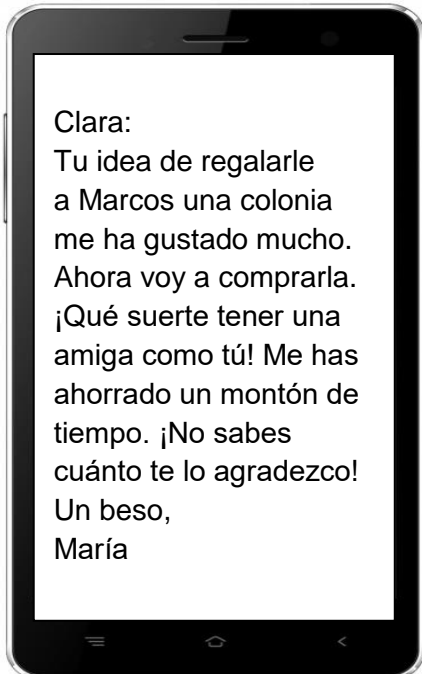 Clara:
Tu idea de regalarle
a Marcos una colonia
me ha gustado mucho.
Ahora voy a comprarla.
¡Qué suerte tener una
amiga como tú! Me has
ahorrado un montón de
tiempo. ¡No sabes
cuánto te lo agradezco!
Un beso,
María